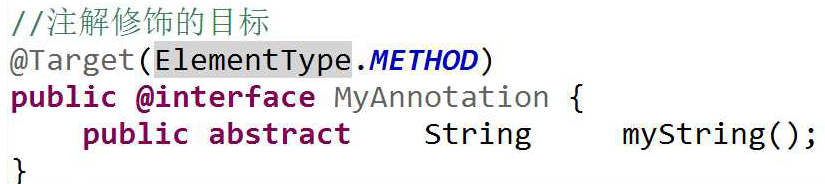 //注解修饰的目标
@Target(ElementType.METHOD)
public @interface MyAnnotation {
    public abstract    String     myString();
}